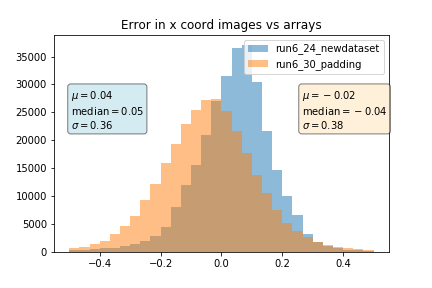 Error in x coord images vs arrays
run6_24_newdataset
run6_30_padding
μ = 0.04
median = 0.05
σ = 0.36
μ = −0.02
median = −0.04
σ = 0.38
35000
30000
25000
20000
15000
10000
5000
0
−0.4
−0.2
0.0
0.2
0.4